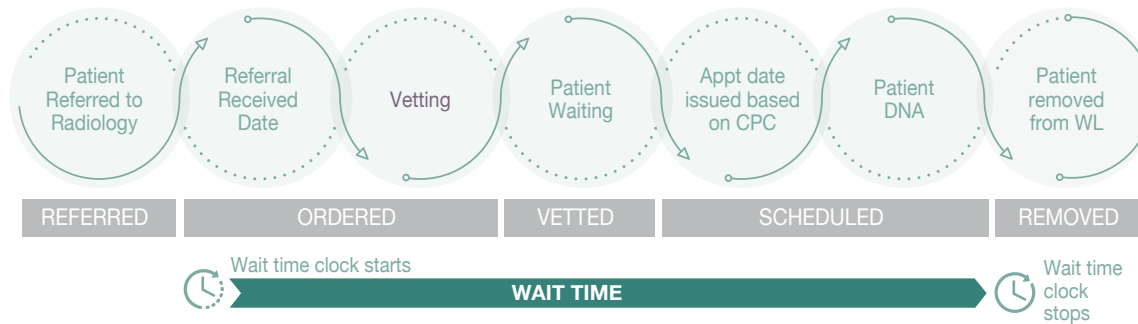 Patient
Referred to
Radiology
Referral
Received
Date
Vetting
Patient
Waiting
Appt date
issued based
on CPC
Patient
DNA
Patient
removed
from WL
REFERRED
ORDERED
VETTED
SCHEDULED
REMOVED
Wait time clock starts
WAIT TIME
Wait time
clock
stops